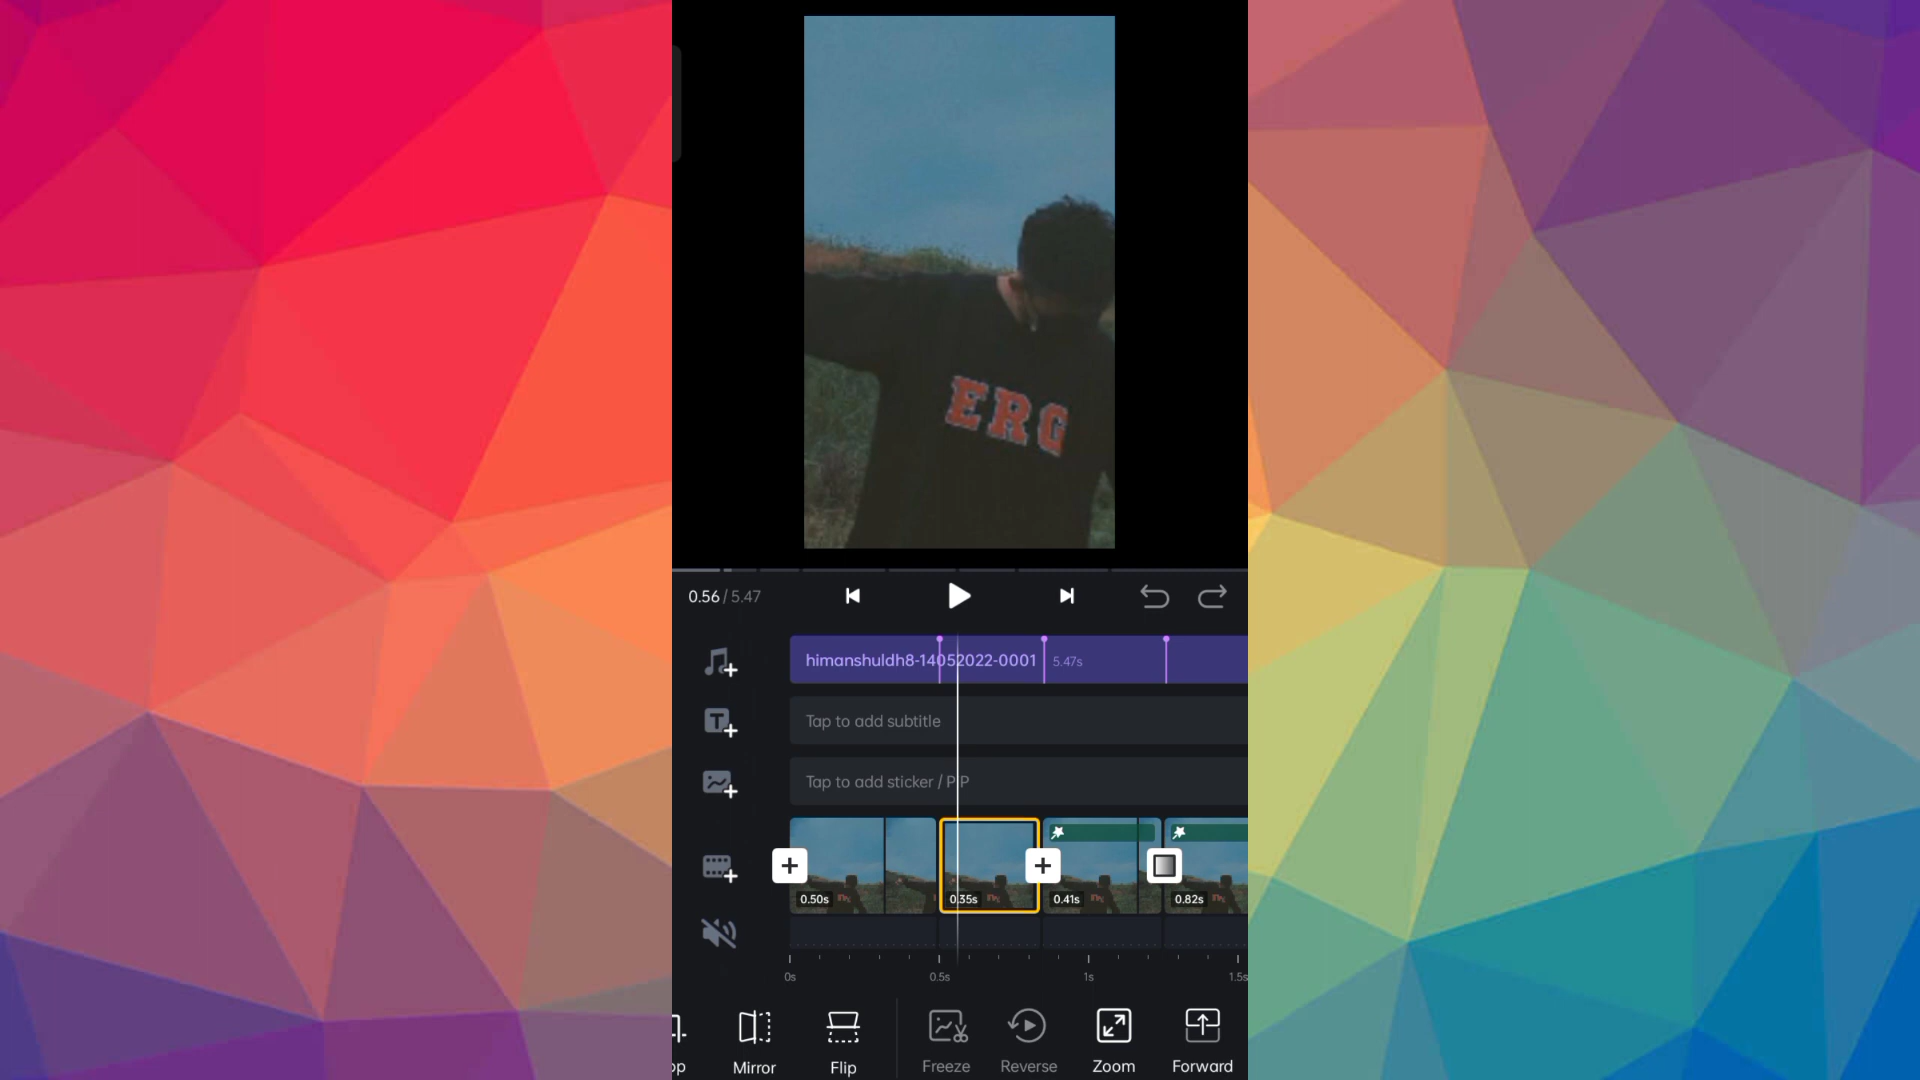 ERG
0.56 / 5.47
himanshuldh8-14052022-0001 5.47s
Tap to add subtitle
Tap to add sticker / PIP
0.50s 0.35s 0.41s 0.82s
0s 0.5s 1s 1.5s
op Mirror Flip Freeze Reverse Zoom Forward